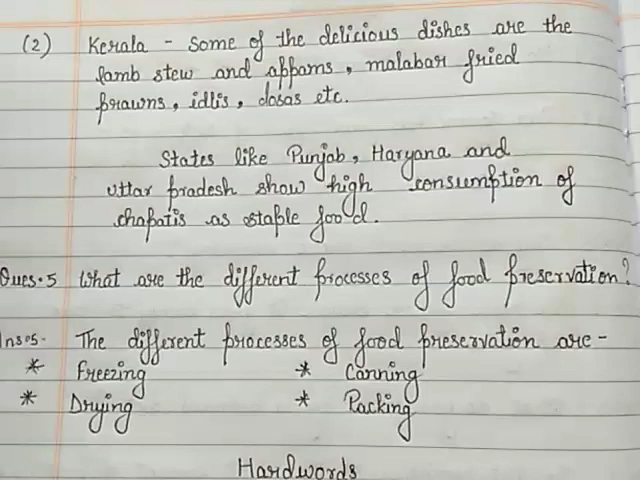 (2) Kerala - Some of the delicious dishes are the
lamb stew and appams, malabar fried
prawns, idlis, dosas etc.
States like Punjab, Haryana and
Uttar pradesh show high consumption of
chapatis as staple food.
Ques.5 What are the different processes of food preservation?
Ans.5. The different processes of food preservation are-
* Freezing * Canning
* Drying * Packing
Hardwords